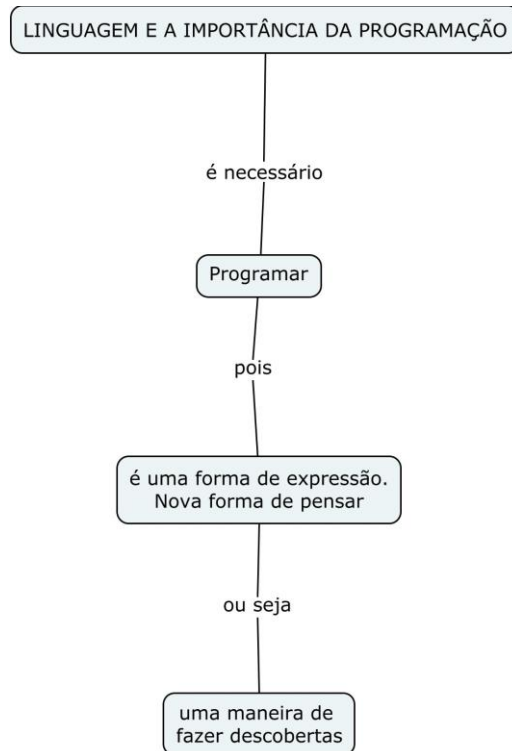 LINGUAGEM E A IMPORTÂNCIA DA PROGRAMAÇÃO
é necessário
Programar
pois
é uma forma de expressão.
Nova forma de pensar
ou seja
uma maneira de
fazer descobertas